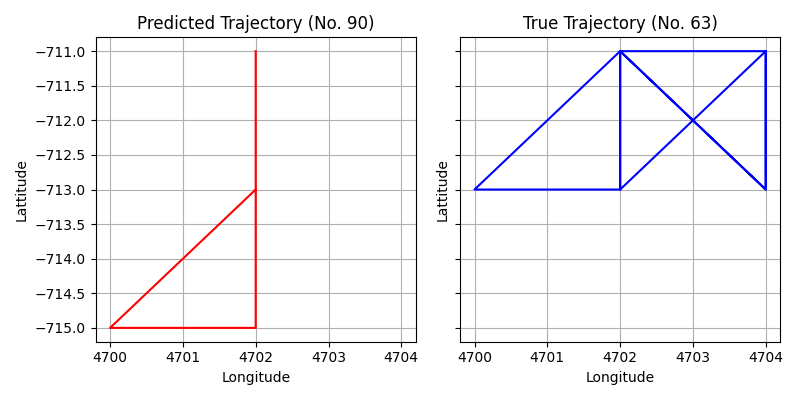 Predicted Trajectory (No. 90)
−711.0
−711.5
−712.0
−712.5
−713.0
−713.5
−714.0
−714.5
−715.0
Lattitude
4700 4701 4702 4703 4704
Longitude
True Trajectory (No. 63)
Lattitude
4700 4701 4702 4703 4704
Longitude